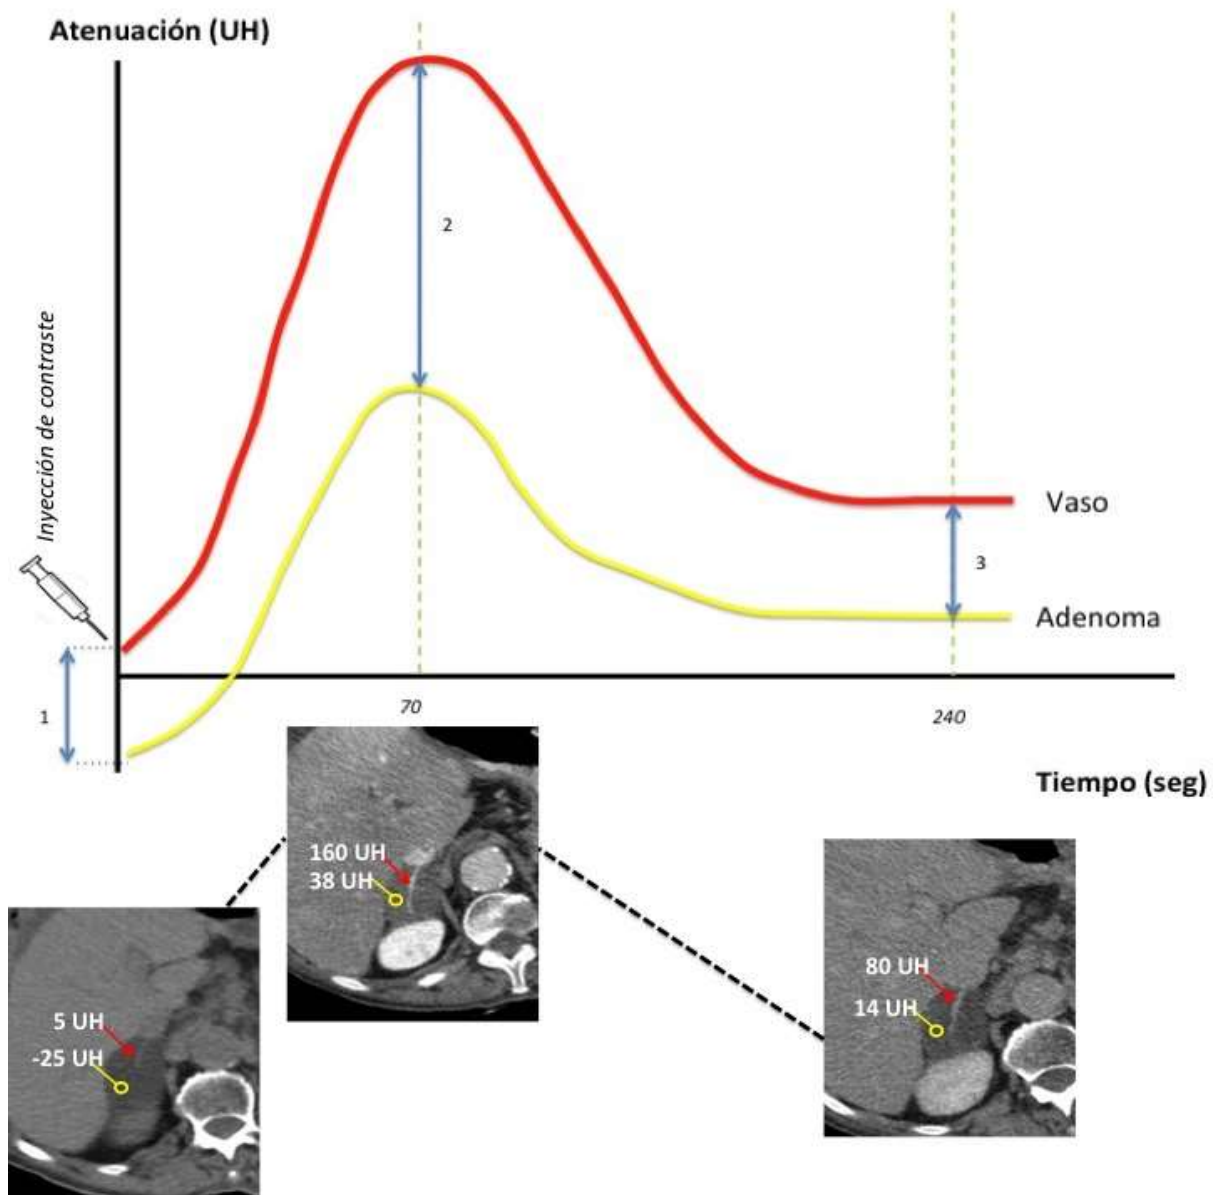 Atenuación (UH)
Inyección de contraste
2
Vaso
3
Adenoma
1
70
240
Tiempo (seg)
160 UH
38 UH
80 UH
14 UH
5 UH
-25 UH